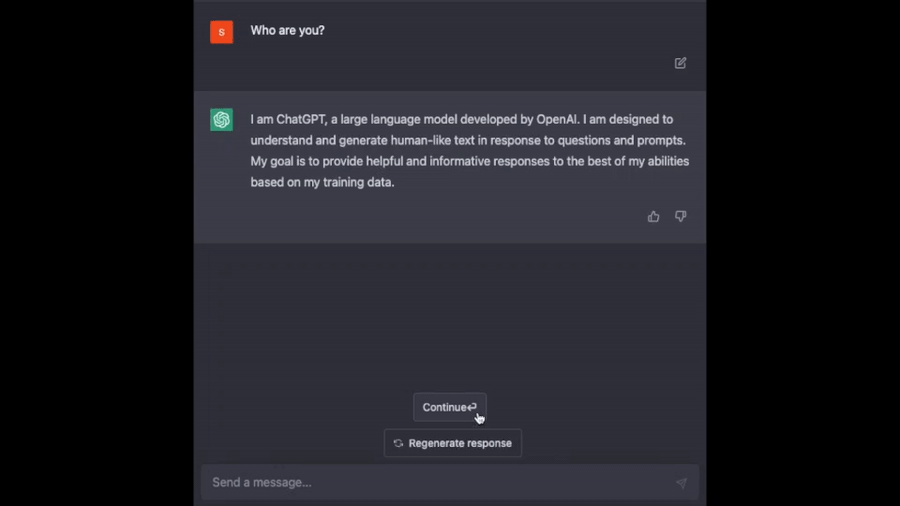 S
Who are you?
I am ChatGPT, a large language model developed by OpenAI. I am designed to
understand and generate human-like text in response to questions and prompts.
My goal is to provide helpful and informative responses to the best of my abilities
based on my training data.
Continue↵
Regenerate response
Send a message...